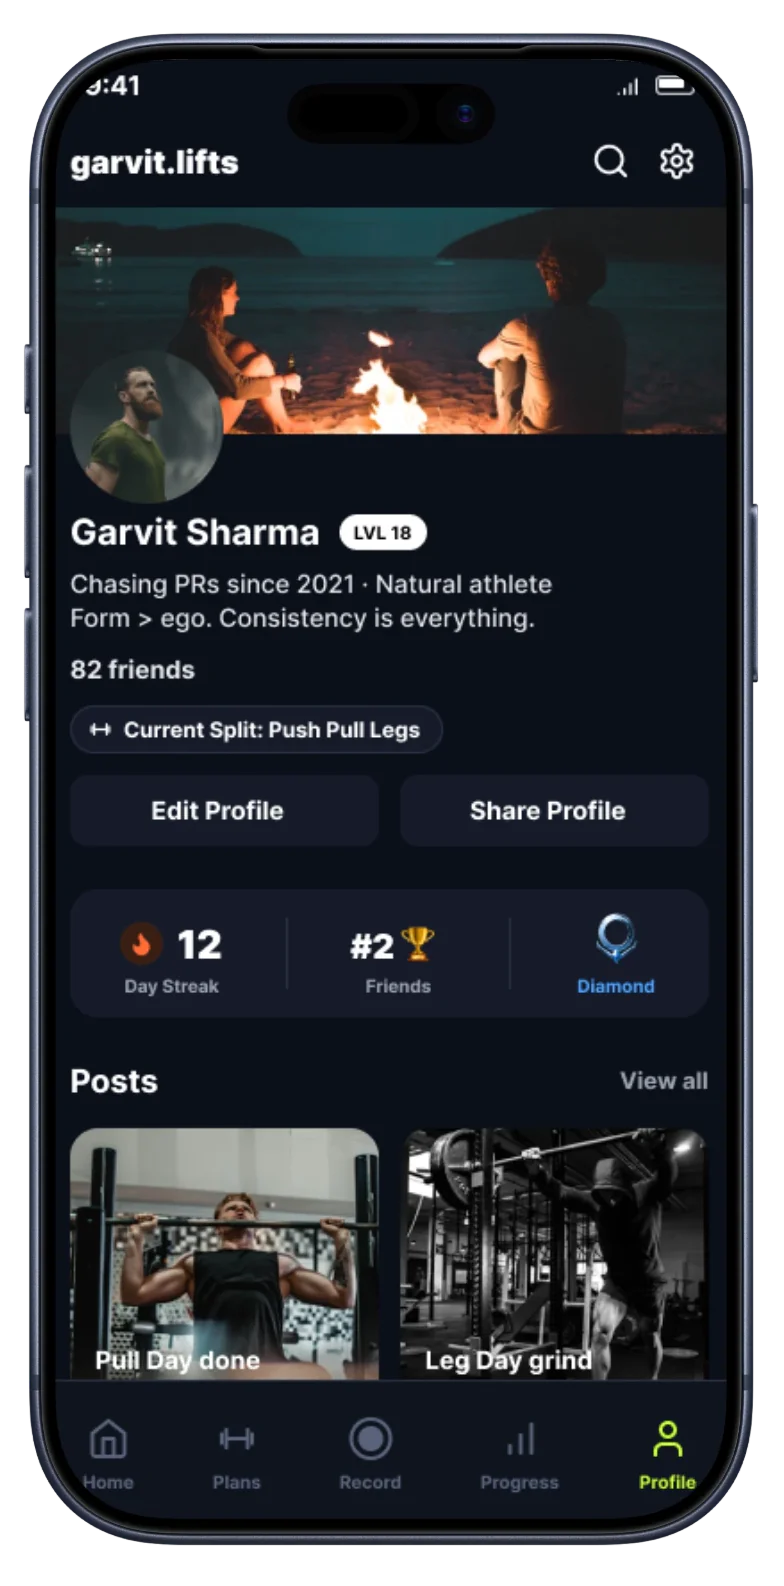 9:41
garvit.lifts
Garvit Sharma LVL 18
Chasing PRs since 2021 · Natural athlete
Form > ego. Consistency is everything.
82 friends
Current Split: Push Pull Legs
Edit Profile Share Profile
12 #2
Day Streak Friends Diamond
Posts View all
Pull Day done Leg Day grind
Home Plans Record Progress Profile